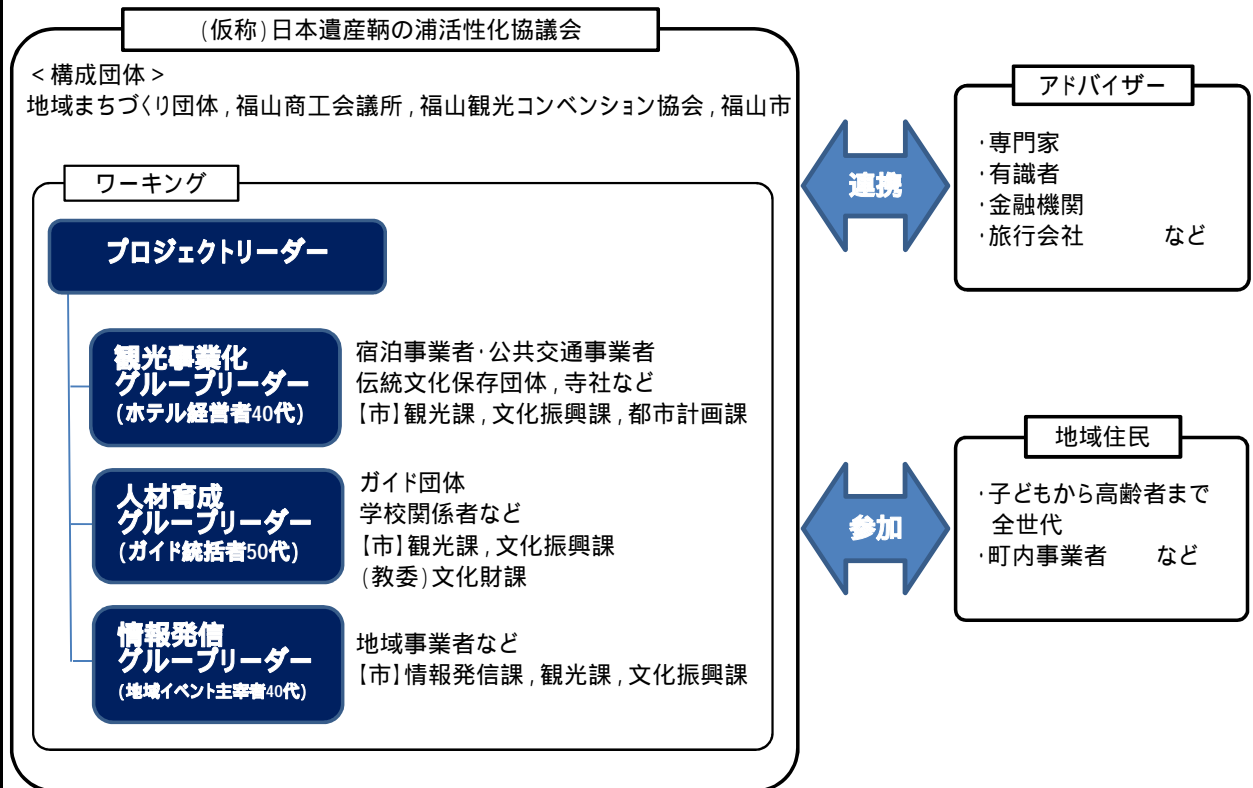 (仮称)日本遺産鞆の浦活性化協議会
<構成団体>
地域まちづくり団体,福山商工会議所,福山観光コンベンション協会,福山市
ワーキング
プロジェクトリーダー
観光事業化
グループリーダー
(ホテル経営者40代)
宿泊事業者・公共交通事業者
伝統文化保存団体,寺社など
【市】観光課,文化振興課,都市計画課
人材育成
グループリーダー
(ガイド統括者50代)
ガイド団体
学校関係者など
【市】観光課,文化振興課
(教委)文化財課
情報発信
グループリーダー
(地域イベント主宰者40代)
地域事業者など
【市】情報発信課,観光課,文化振興課
連携
アドバイザー
・専門家
・有識者
・金融機関
・旅行会社 など
参加
地域住民
・子どもから高齢者まで
全世代
・町内事業者 など